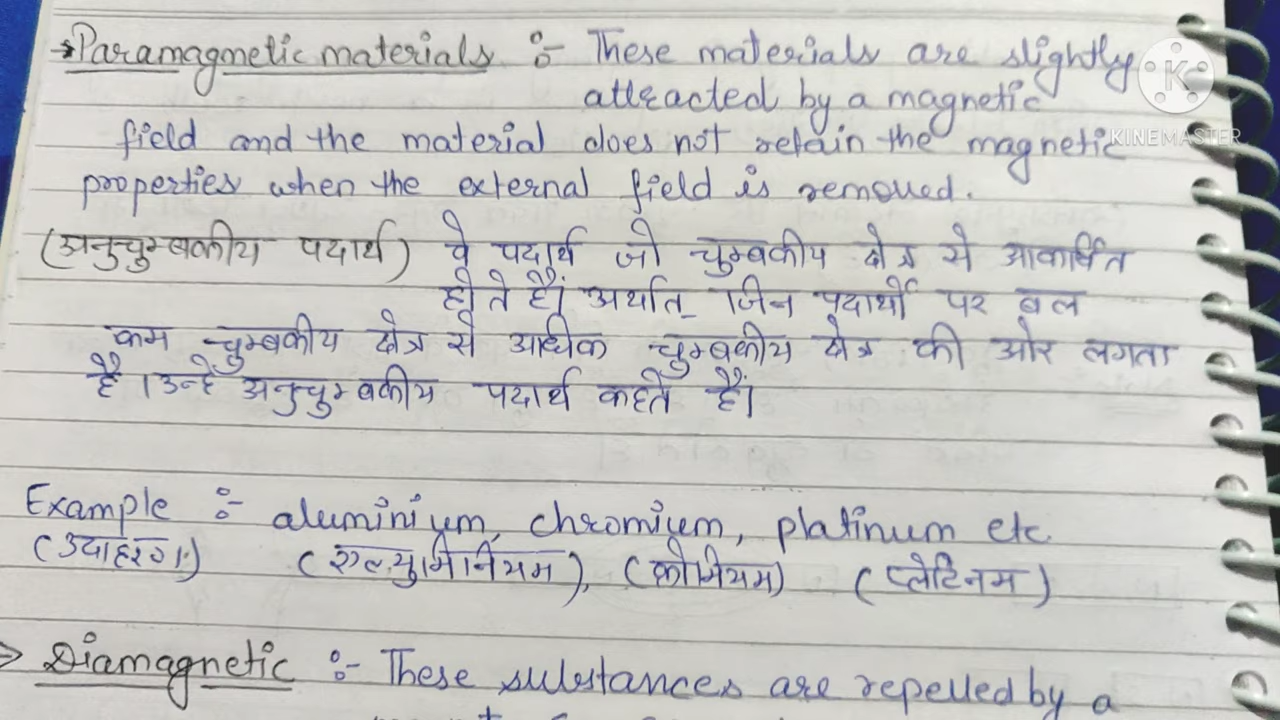 →Paramagnetic materials :- These materials are slightly
attracted by a magnetic
field and the material does not retain the magnetic
properties when the external field is removed.
(अनुचुम्बकीय पदार्थ) वे पदार्थ जो चुम्बकीय क्षेत्र से आकर्षित
होते हैं। अर्थात जिन पदार्थो पर बल
कम चुम्बकीय क्षेत्र से अधिक चुम्बकीय क्षेत्र की ओर लगता
है। उन्हे अनुचुम्बकीय पदार्थ कहते हैं।
Example :- aluminium, chromium, platinum etc.
(उदाहरण:) (एल्युमिनियम), (क्रोमियम) (प्लेटिनम)
⇒ Diamagnetic :- These substances are repelled by a
K
KINEMASTER